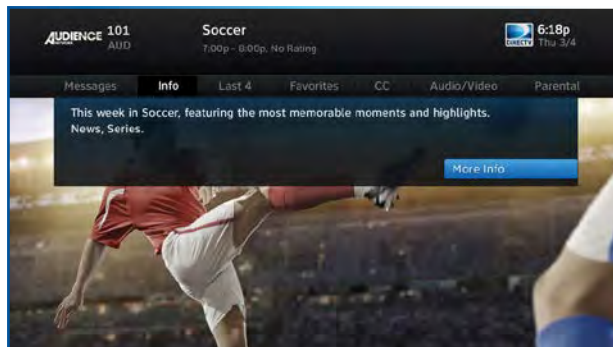 AUDIENCE NETWORK 101 AUD
Soccer
7:00p - 8:00p, No Rating
DIRECTV
6:18p
Thu 3/4
Messages Info Last 4 Favorites CC Audio/Video Parental
This week in Soccer, featuring the most memorable moments and highlights.
News, Series.
More Info